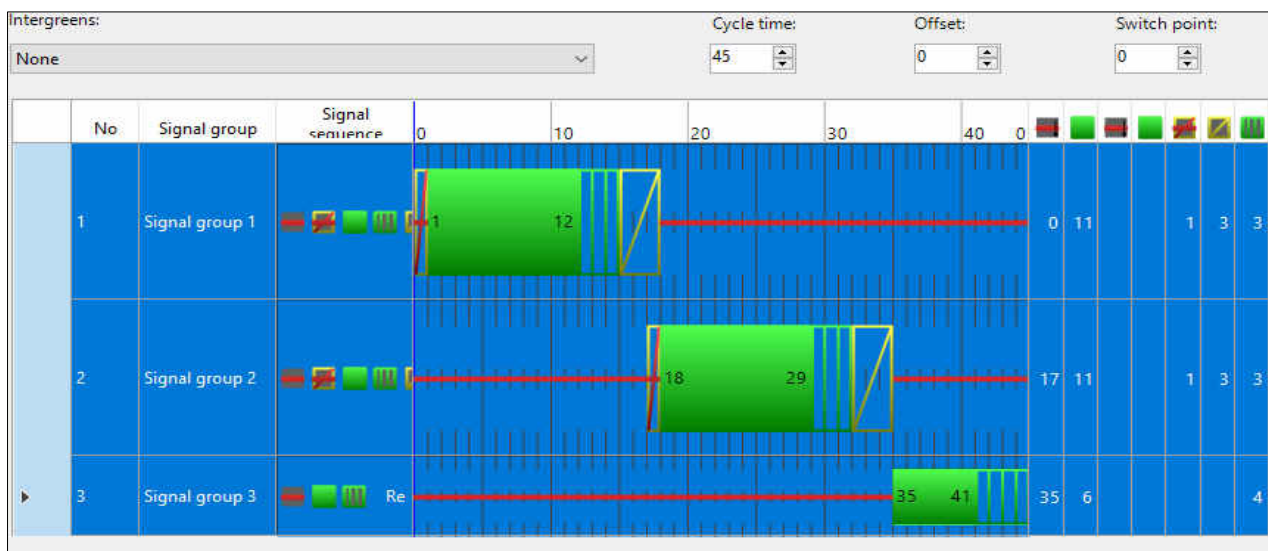 Intergreens: Cycle time: Offset: Switch point:
None 45 0 0
No Signal group Signal sequence 0 10 20 30 40 0
1 Signal group 1 1 12 0 11 1 3 3
2 Signal group 2 18 29 17 11 1 3 3
3 Signal group 3 Re 35 41 35 6 4